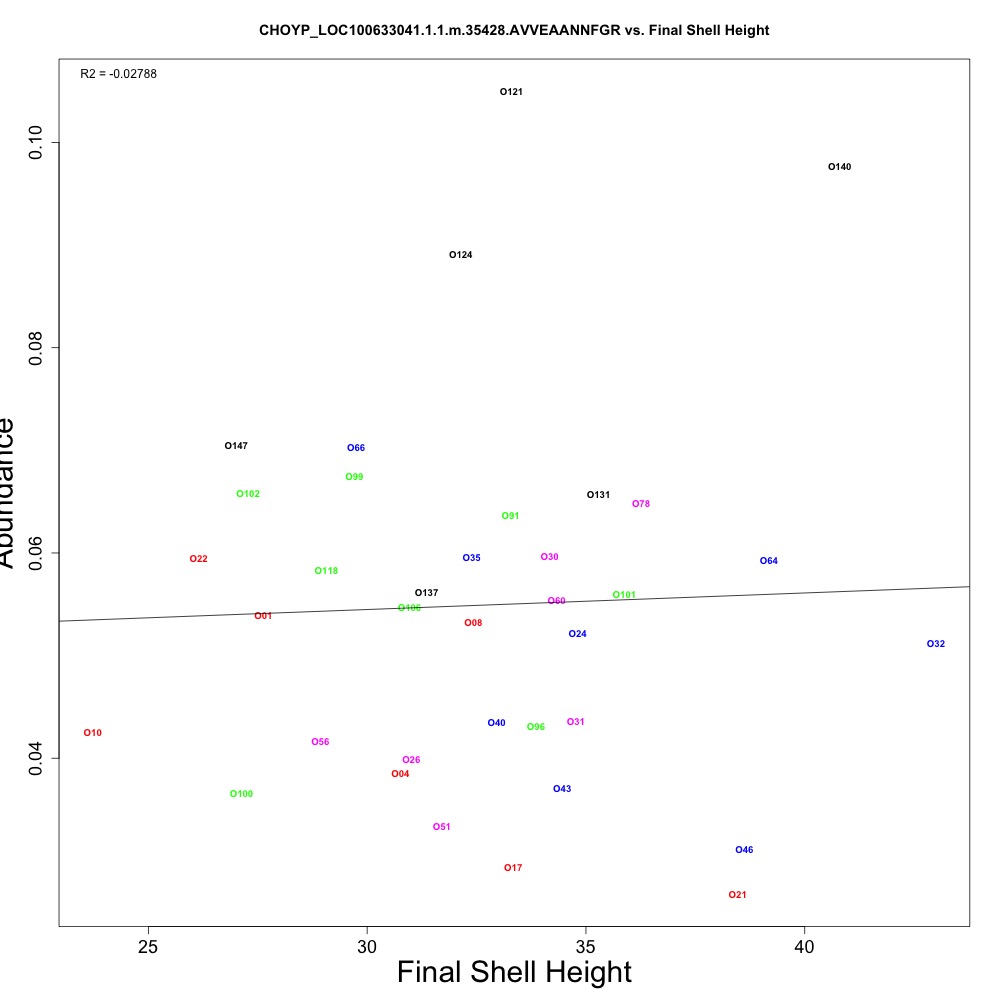 CHOYP_LOC100633041.1.1.m.35428.AVVEAANNFGR vs. Final Shell Height
R2 = -0.02788
O121
0.10
O140
O124
0.08
O147
O66
O99
O102
O131
O78
O91
Abundance
0.06
O22
O35
O30
O64
O118
O137
O101
O60
O106
O01
O08
O24
O32
O40
O31
O96
O10
O56
0.04
O26
O04
O43
O100
O51
O46
O17
O21
25 30 35 40
Final Shell Height